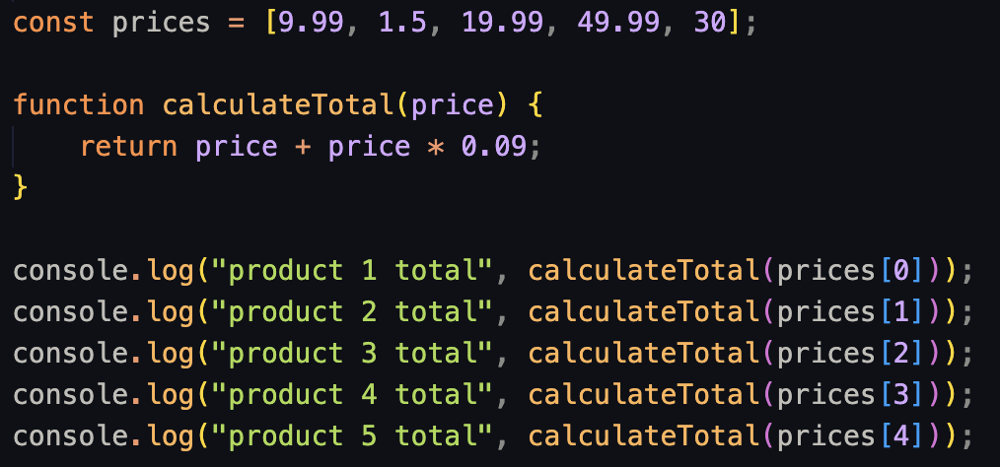 const prices = [9.99, 1.5, 19.99, 49.99, 30];
function calculateTotal(price) {
    return price + price * 0.09;
}
console.log("product 1 total", calculateTotal(prices[0]));
console.log("product 2 total", calculateTotal(prices[1]));
console.log("product 3 total", calculateTotal(prices[2]));
console.log("product 4 total", calculateTotal(prices[3]));
console.log("product 5 total", calculateTotal(prices[4]));